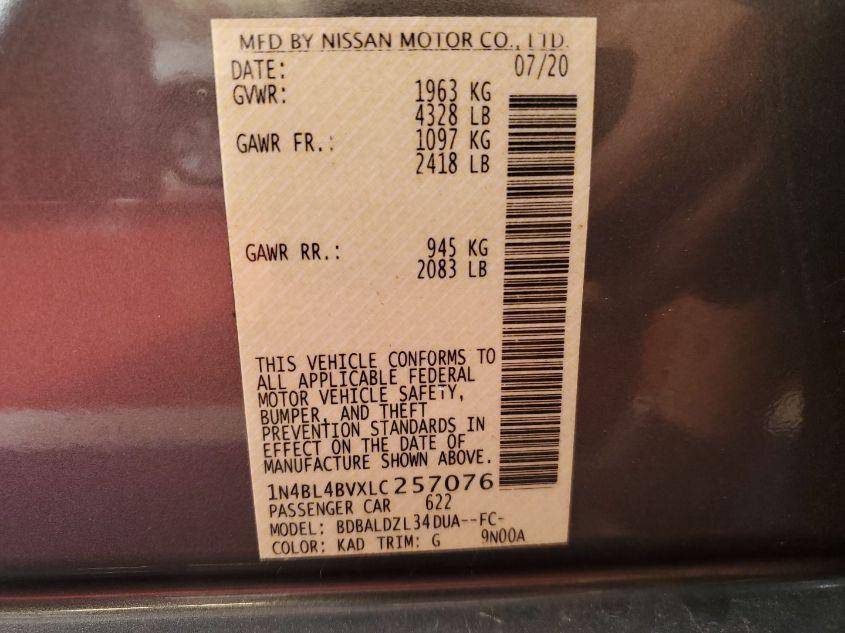 MFD BY NISSAN MOTOR CO., LTD.
DATE: 07/20
GVWR: 1963 KG
4328 LB
GAWR FR.: 1097 KG
2418 LB
GAWR RR.: 945 KG
2083 LB
THIS VEHICLE CONFORMS TO
ALL APPLICABLE FEDERAL
MOTOR VEHICLE SAFETY,
BUMPER, AND THEFT
PREVENTION STANDARDS IN
EFFECT ON THE DATE OF
MANUFACTURE SHOWN ABOVE.
1N4BL4BVXLC257076
PASSENGER CAR 622
MODEL: BDBALDZL34DUA--FC-
COLOR: KAD TRIM: G 9N00A